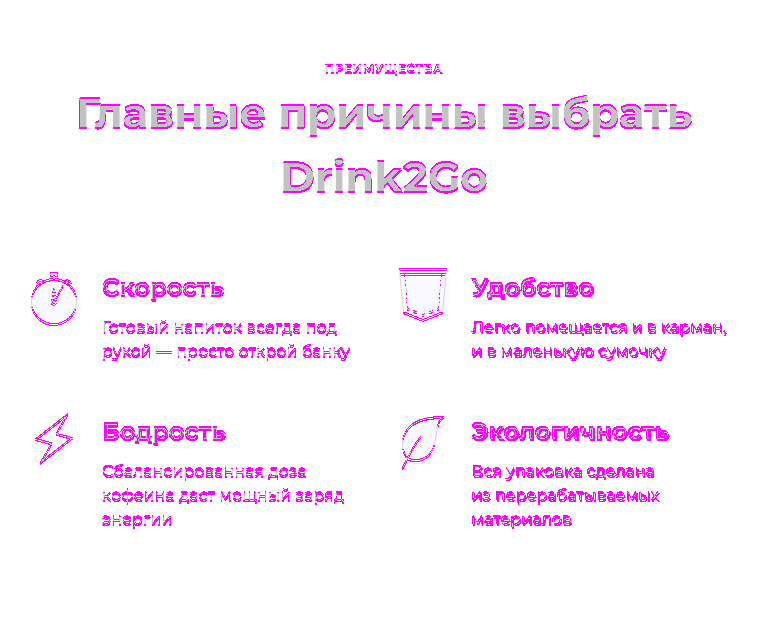 ПРЕИМУЩЕСТВА
Главные причины выбрать
Drink2Go
Скорость
Готовый напиток всегда под
рукой — просто открой банку
Удобство
Легко помещается и в карман,
и в маленькую сумочку
Бодрость
Сбалансированная доза
кофеина даст мощный заряд
энергии
Экологичность
Вся упаковка сделана
из перерабатываемых
материалов